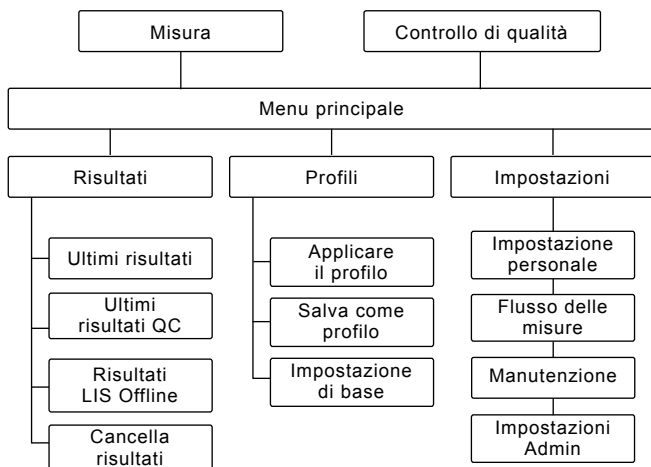 Misura
Controllo di qualità
Menu principale
Risultati
Profili
Impostazioni
Ultimi risultati
Ultimi
risultati QC
Risultati
LIS Offline
Cancella
risultati
Applicare
il profilo
Salva come
profilo
Impostazione
di base
Impostazione
personale
Flusso delle
misure
Manutenzione
Impostazioni
Admin